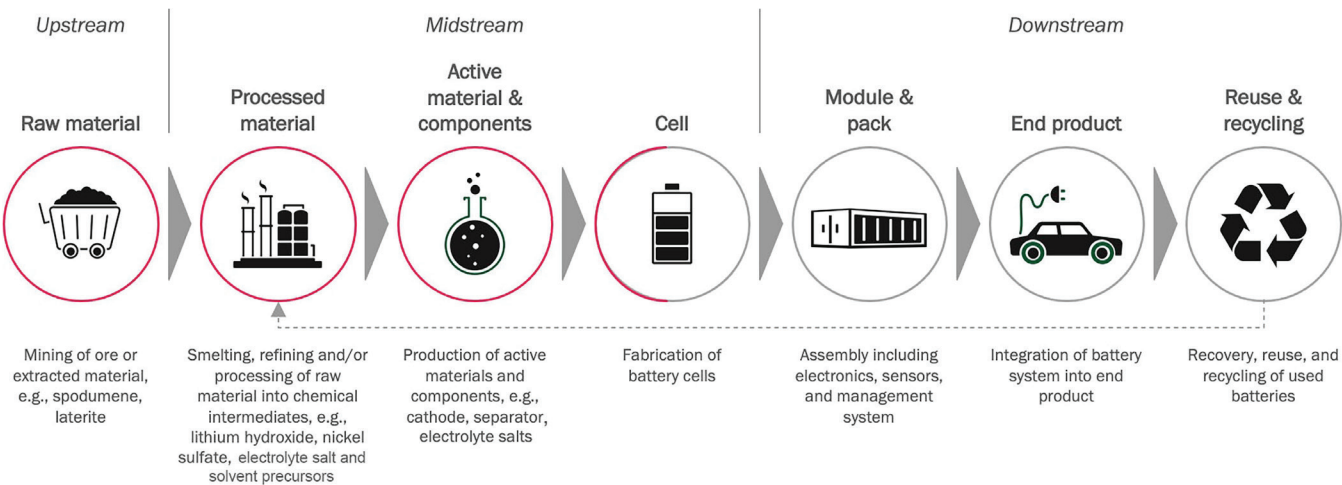 Upstream
Midstream
Downstream
Raw material
Processed
material
Active
material &
components
Cell
Module &
pack
End product
Reuse &
recycling
Mining of ore or
extracted material,
e.g., spodumene,
laterite
Smelting, refining and/or
processing of raw
material into chemical
intermediates, e.g.,
lithium hydroxide, nickel
sulfate, electrolyte salt and
solvent precursors
Production of active
materials and
components, e.g.,
cathode, separator,
electrolyte salts
Fabrication of
battery cells
Assembly including
electronics, sensors,
and management
system
Integration of battery
system into end
product
Recovery, reuse, and
recycling of used
batteries